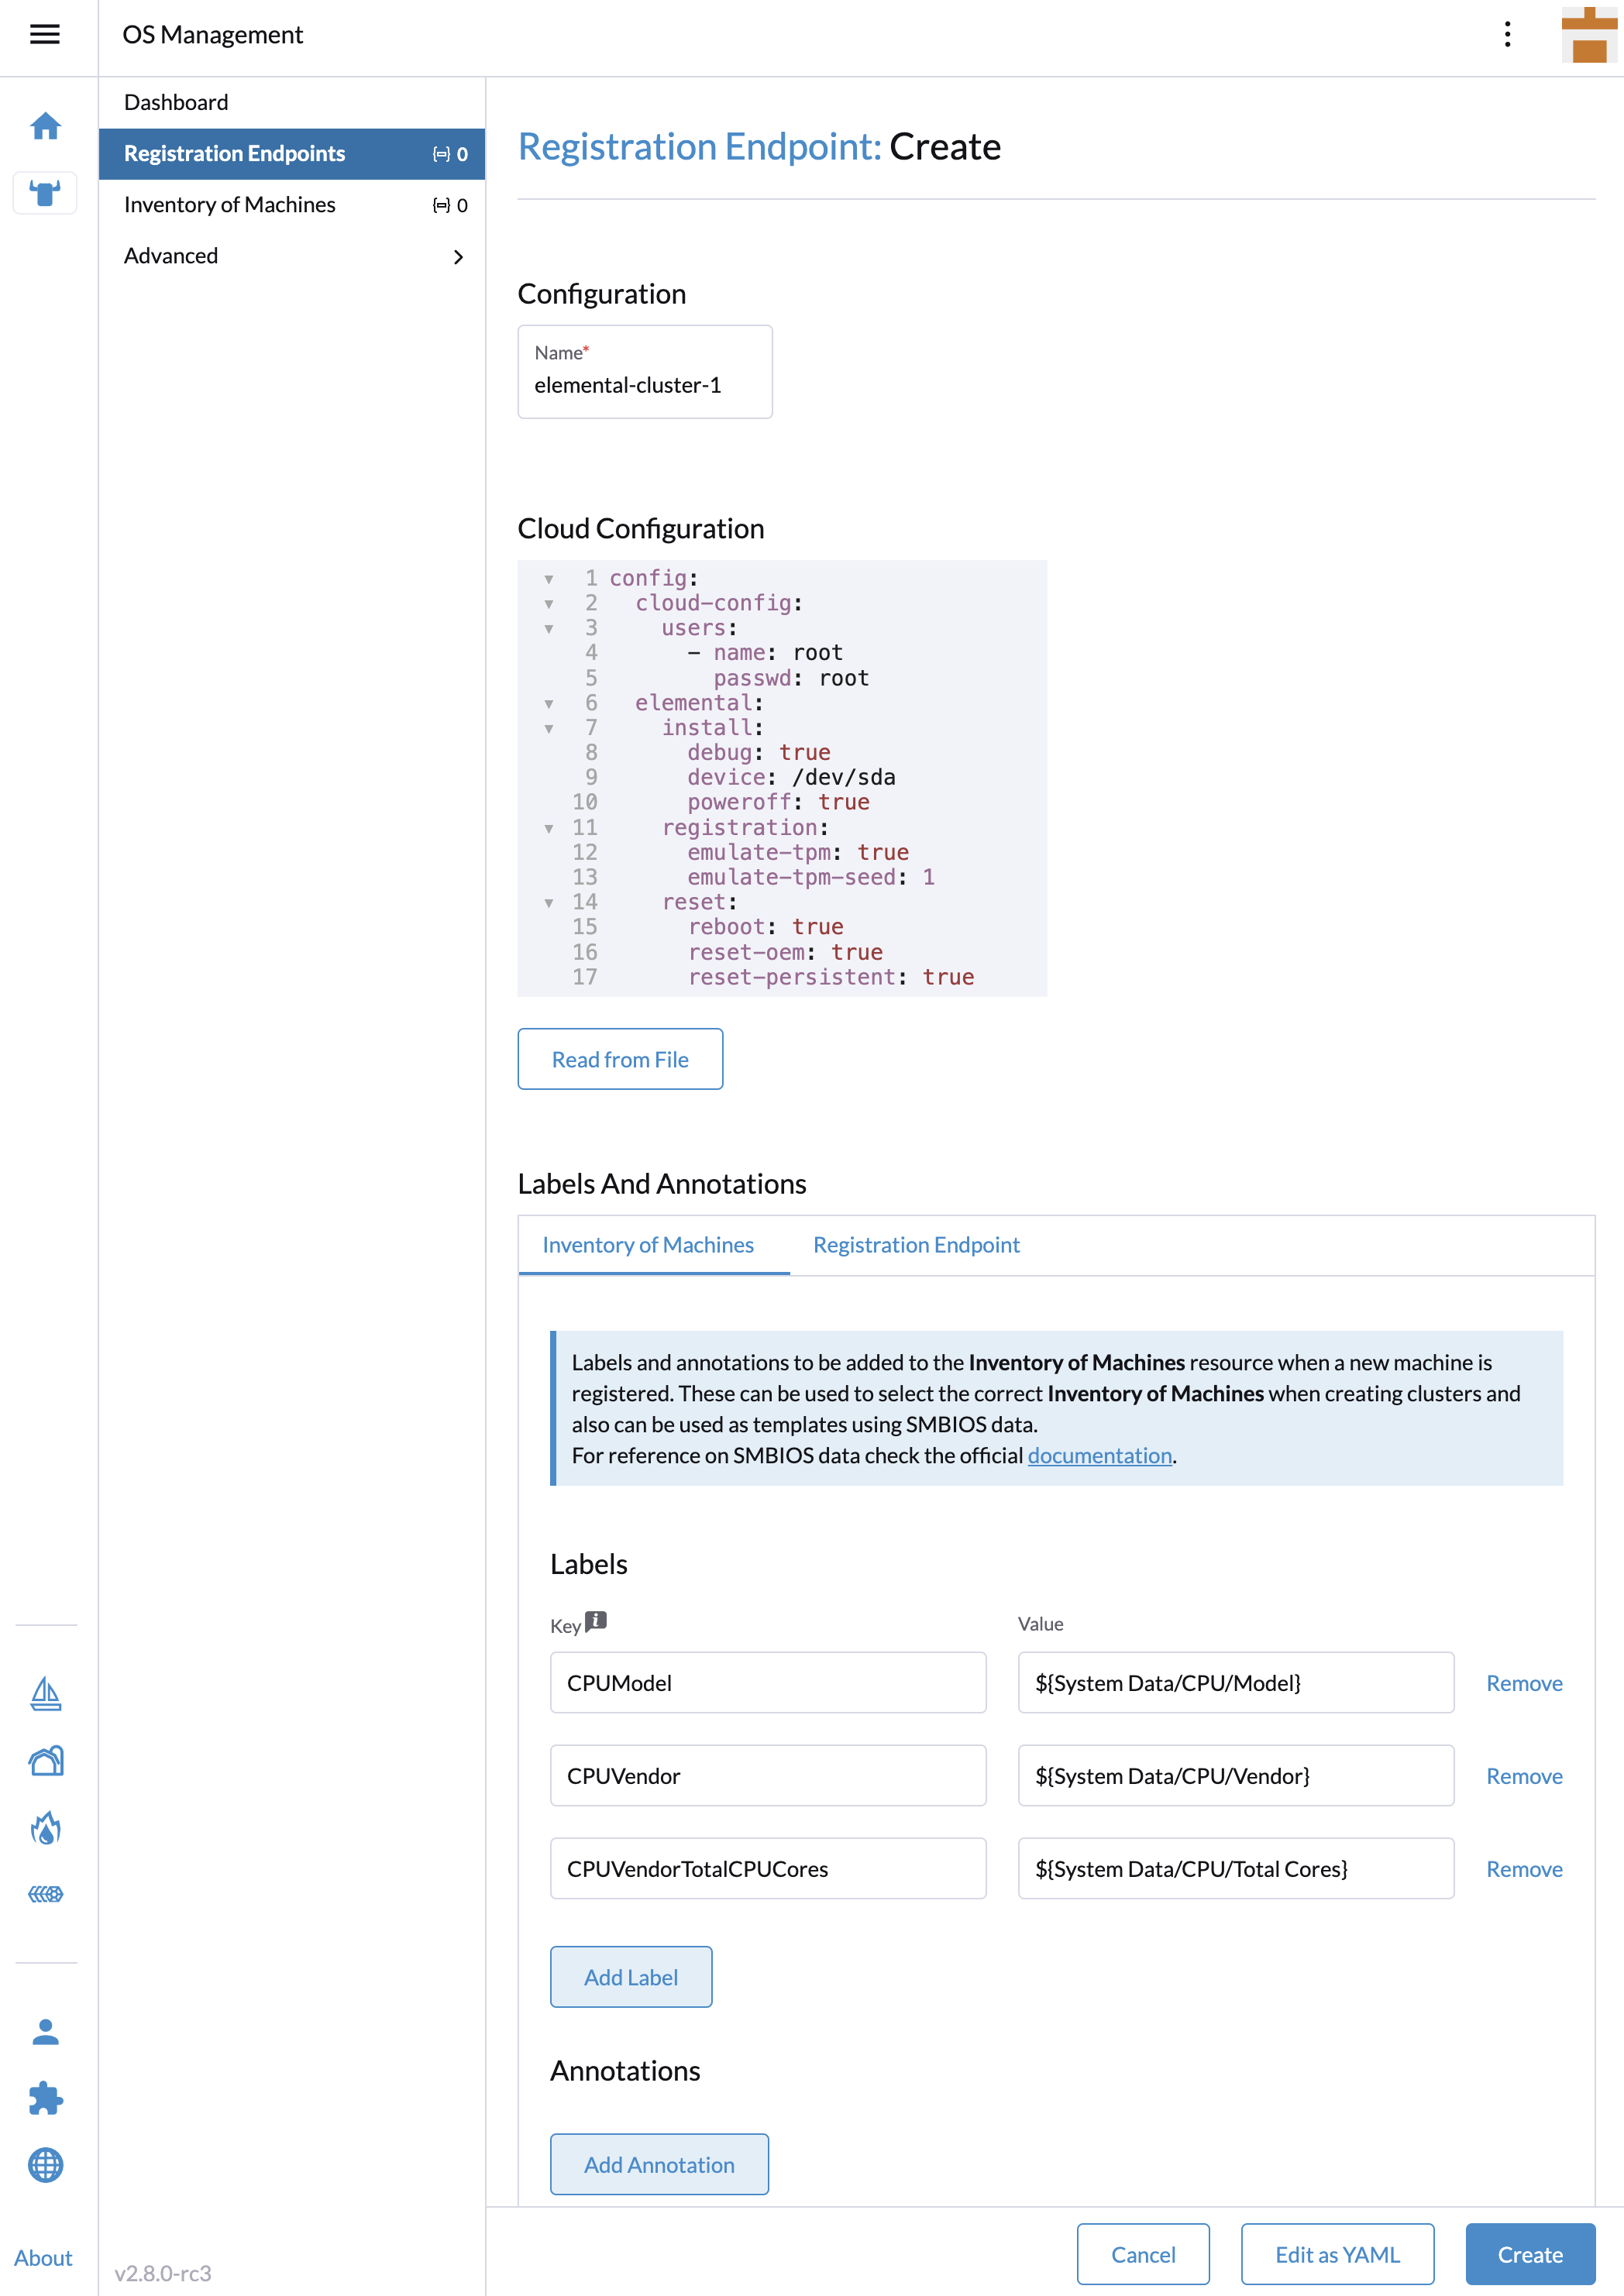 OS Management
Dashboard
Registration Endpoints 0
Inventory of Machines 0
Advanced
Registration Endpoint: Create
Configuration
Name*
elemental-cluster-1
Cloud Configuration
1 config:
2 cloud-config:
3 users:
4 - name: root
5 passwd: root
6 elemental:
7 install:
8 debug: true
9 device: /dev/sda
10 poweroff: true
11 registration:
12 emulate-tpm: true
13 emulate-tpm-seed: 1
14 reset:
15 reboot: true
16 reset-oem: true
17 reset-persistent: true
Read from File
Labels And Annotations
Inventory of Machines Registration Endpoint
Labels and annotations to be added to the Inventory of Machines resource when a new machine is
registered. These can be used to select the correct Inventory of Machines when creating clusters and
also can be used as templates using SMBIOS data.
For reference on SMBIOS data check the official documentation.
Labels
Key Value
CPUModel ${System Data/CPU/Model} Remove
CPUVendor ${System Data/CPU/Vendor} Remove
CPUVendorTotalCPUCores ${System Data/CPU/Total Cores} Remove
Add Label
Annotations
Add Annotation
Cancel Edit as YAML Create
About
v2.8.0-rc3